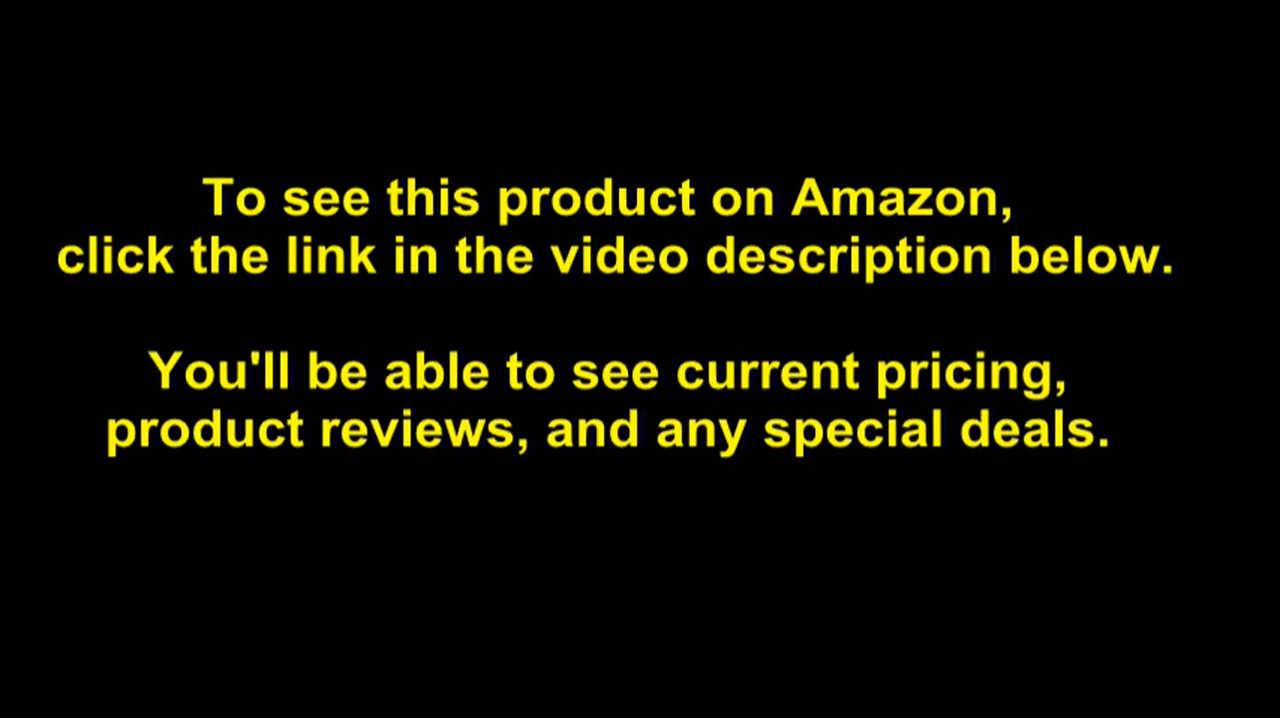 To see this product on Amazon,
click the link in the video description below.
You'll be able to see current pricing,
product reviews, and any special deals.